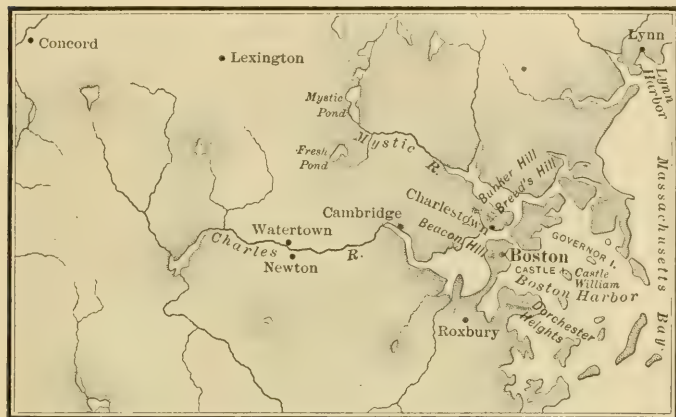 Concord
Lexington
Lynn
Lynn Harbor
Mystic
Pond
Mystic R.
Fresh
Pond
Bunker Hill
Breed's Hill
Charlestown
Cambridge
Beacon Hill
Watertown
Charles R.
Newton
GOVERNOR I.
Boston
CASTLE
Castle
William
Boston Harbor
Dorchester
Heights
Roxbury
Massachusetts Bay